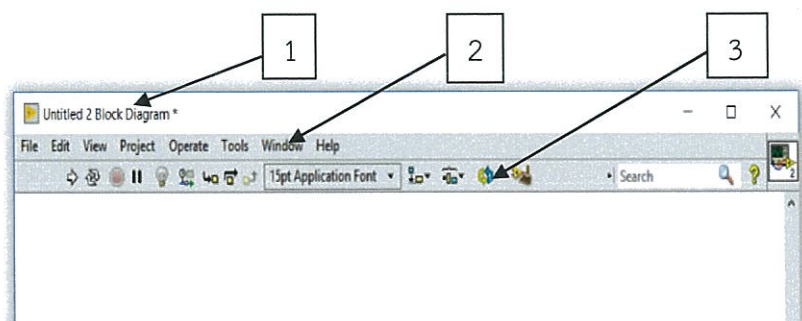 1 2 3
Untitled 2 Block Diagram *
File Edit View Project Operate Tools Window Help
15pt Application Font Search ? 2